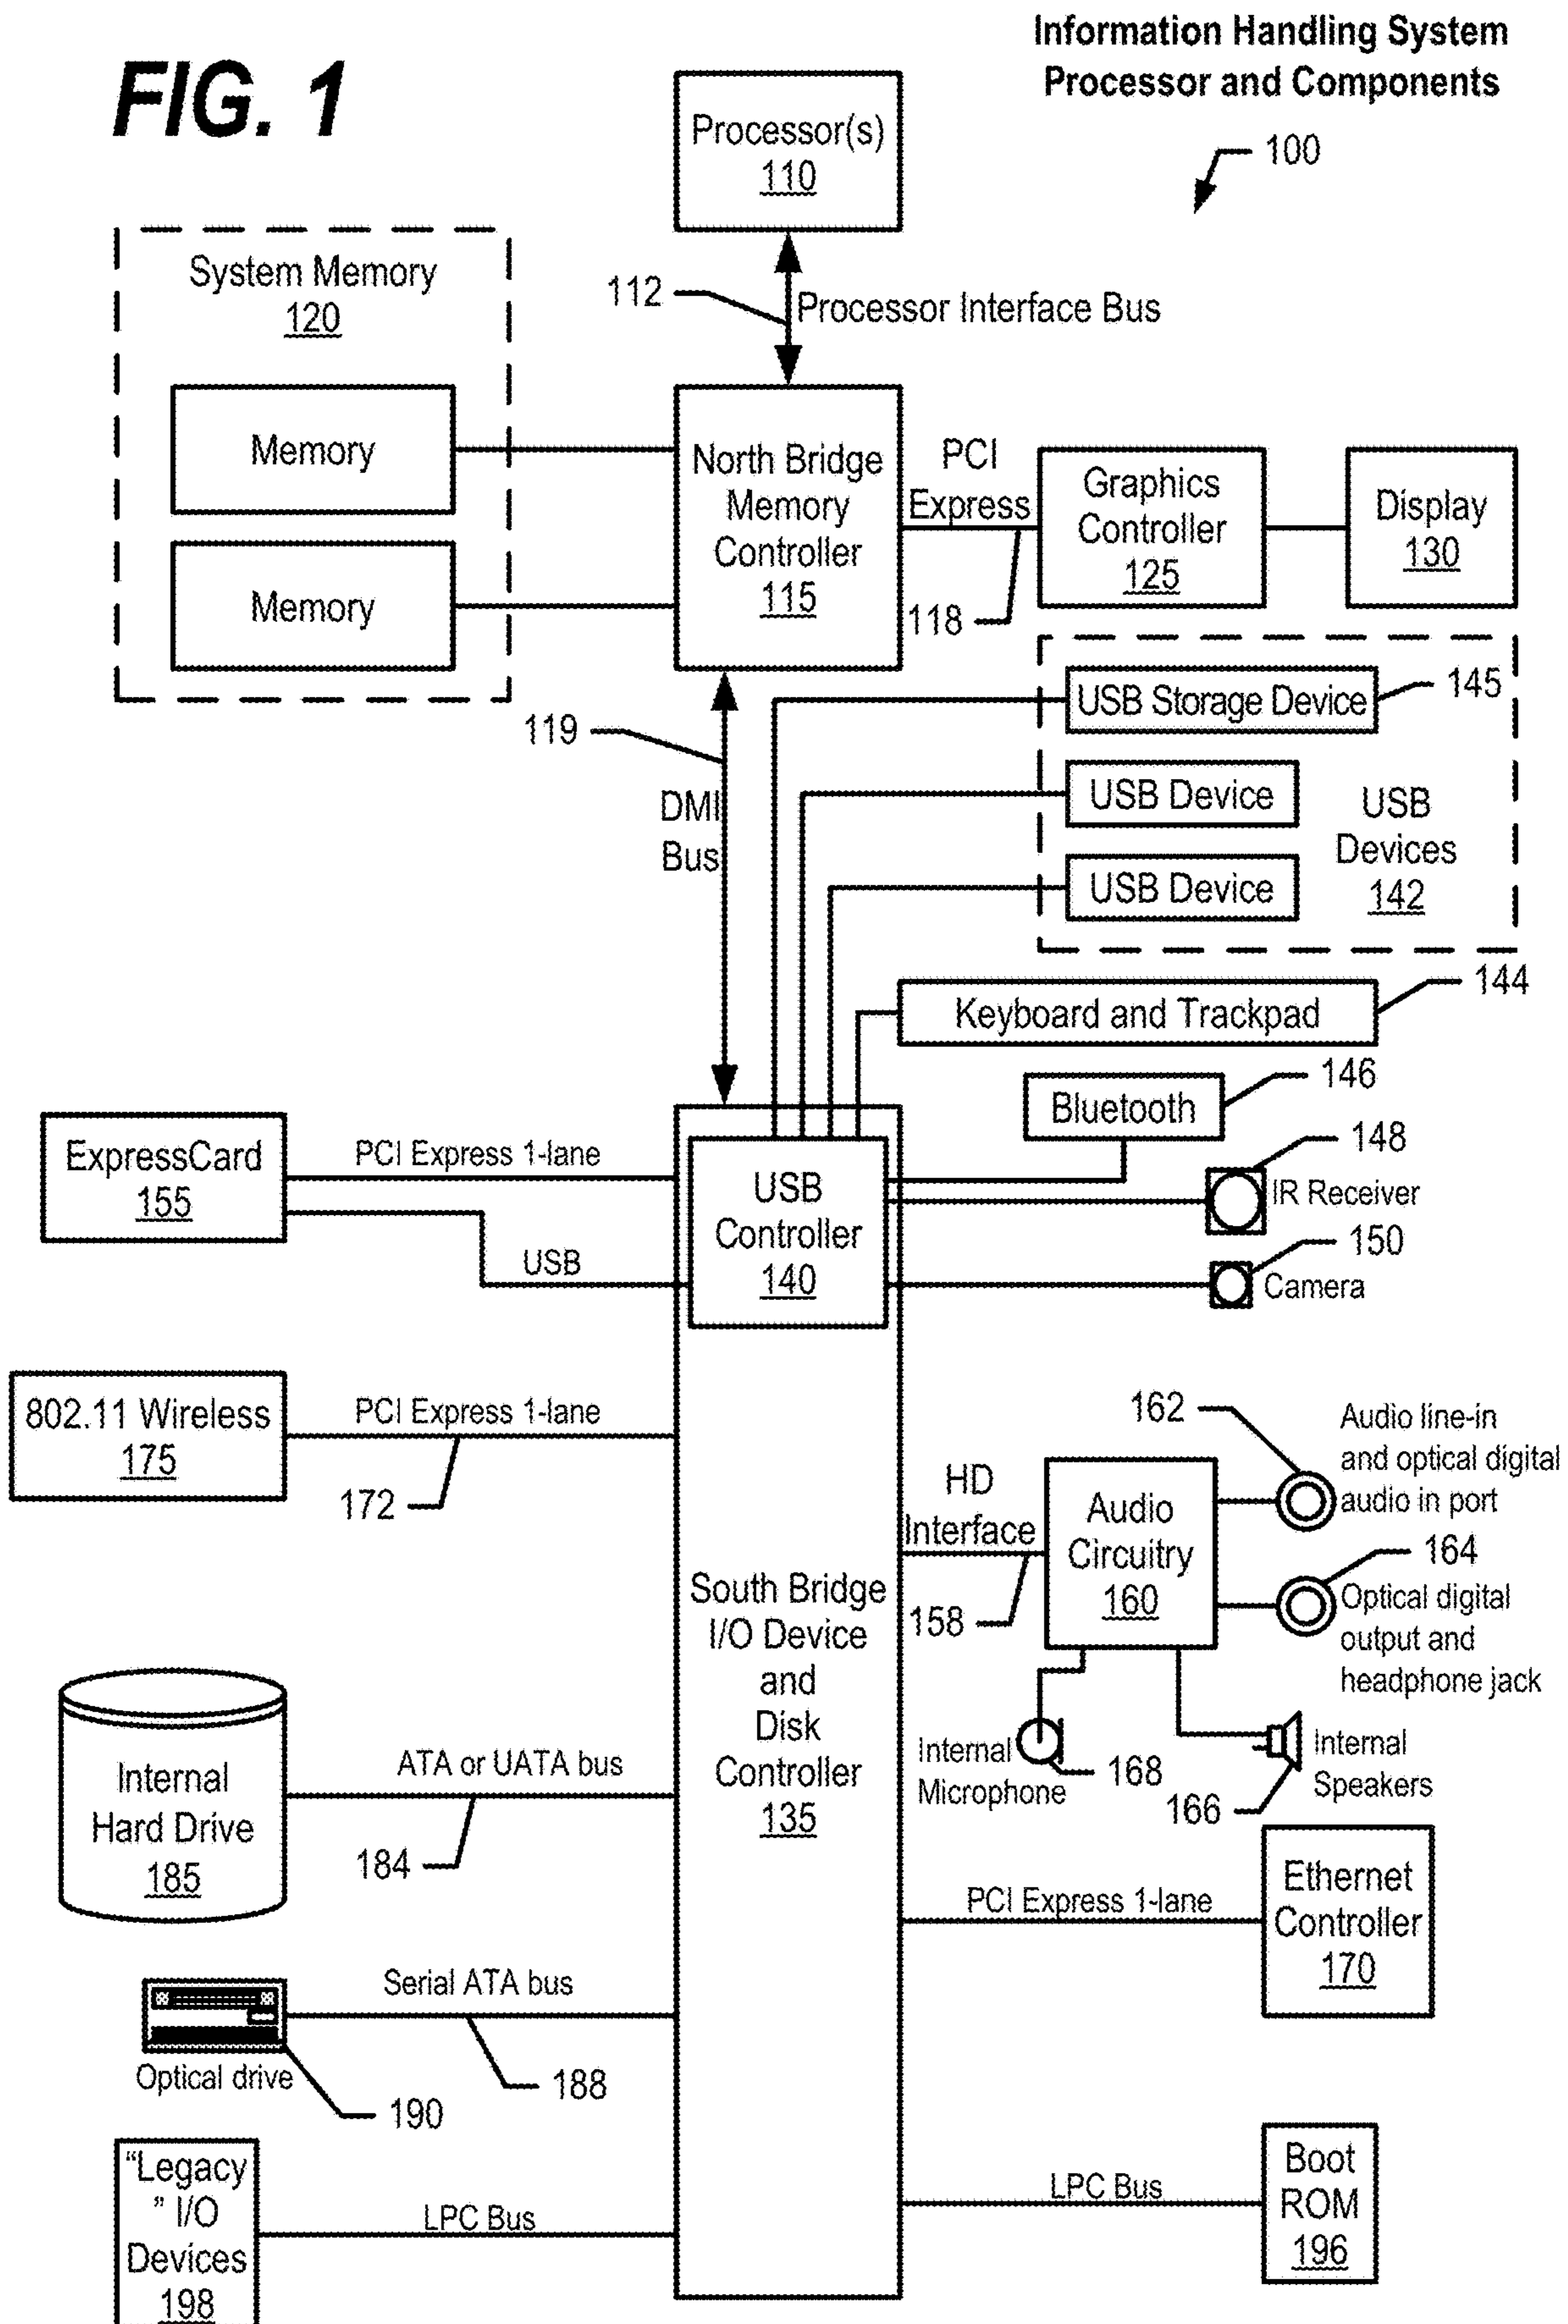 Information Handling System
Processor and Components
FIG. 1
100
Processor(s)
110
System Memory
120
112
Processor Interface Bus
Memory
Memory
North Bridge
Memory
Controller
115
PCI
Express
118
Graphics
Controller
125
Display
130
119
DMI
Bus
USB Storage Device
145
USB Device
USB Device
USB
Devices
142
Keyboard and Trackpad
144
Bluetooth
146
148
IR Receiver
150
Camera
ExpressCard
155
PCI Express 1-lane
USB
USB
Controller
140
802.11 Wireless
175
PCI Express 1-lane
172
South Bridge
I/O Device
and
Disk
Controller
135
HD
Interface
158
Audio
Circuitry
160
162
Audio line-in
and optical digital
audio in port
164
Optical digital
output and
headphone jack
Internal
Microphone
168
166
Internal
Speakers
Internal
Hard Drive
185
ATA or UATA bus
184
PCI Express 1-lane
Ethernet
Controller
170
Serial ATA bus
188
Optical drive
190
“Legacy
” I/O
Devices
198
LPC Bus
LPC Bus
Boot
ROM
196